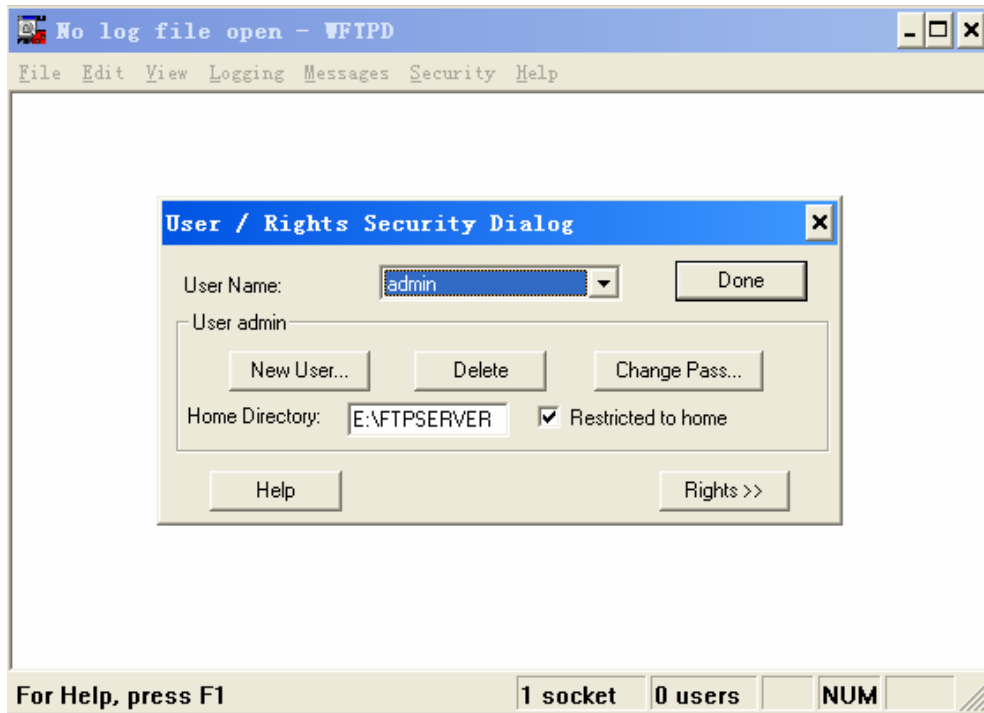 No log file open - WFTPD
File Edit View Logging Messages Security Help
User / Rights Security Dialog
User Name: admin Done
User admin
New User... Delete Change Pass...
Home Directory: E:\FTPSERVER Restricted to home
Help Rights >>
For Help, press F1 1 socket 0 users NUM